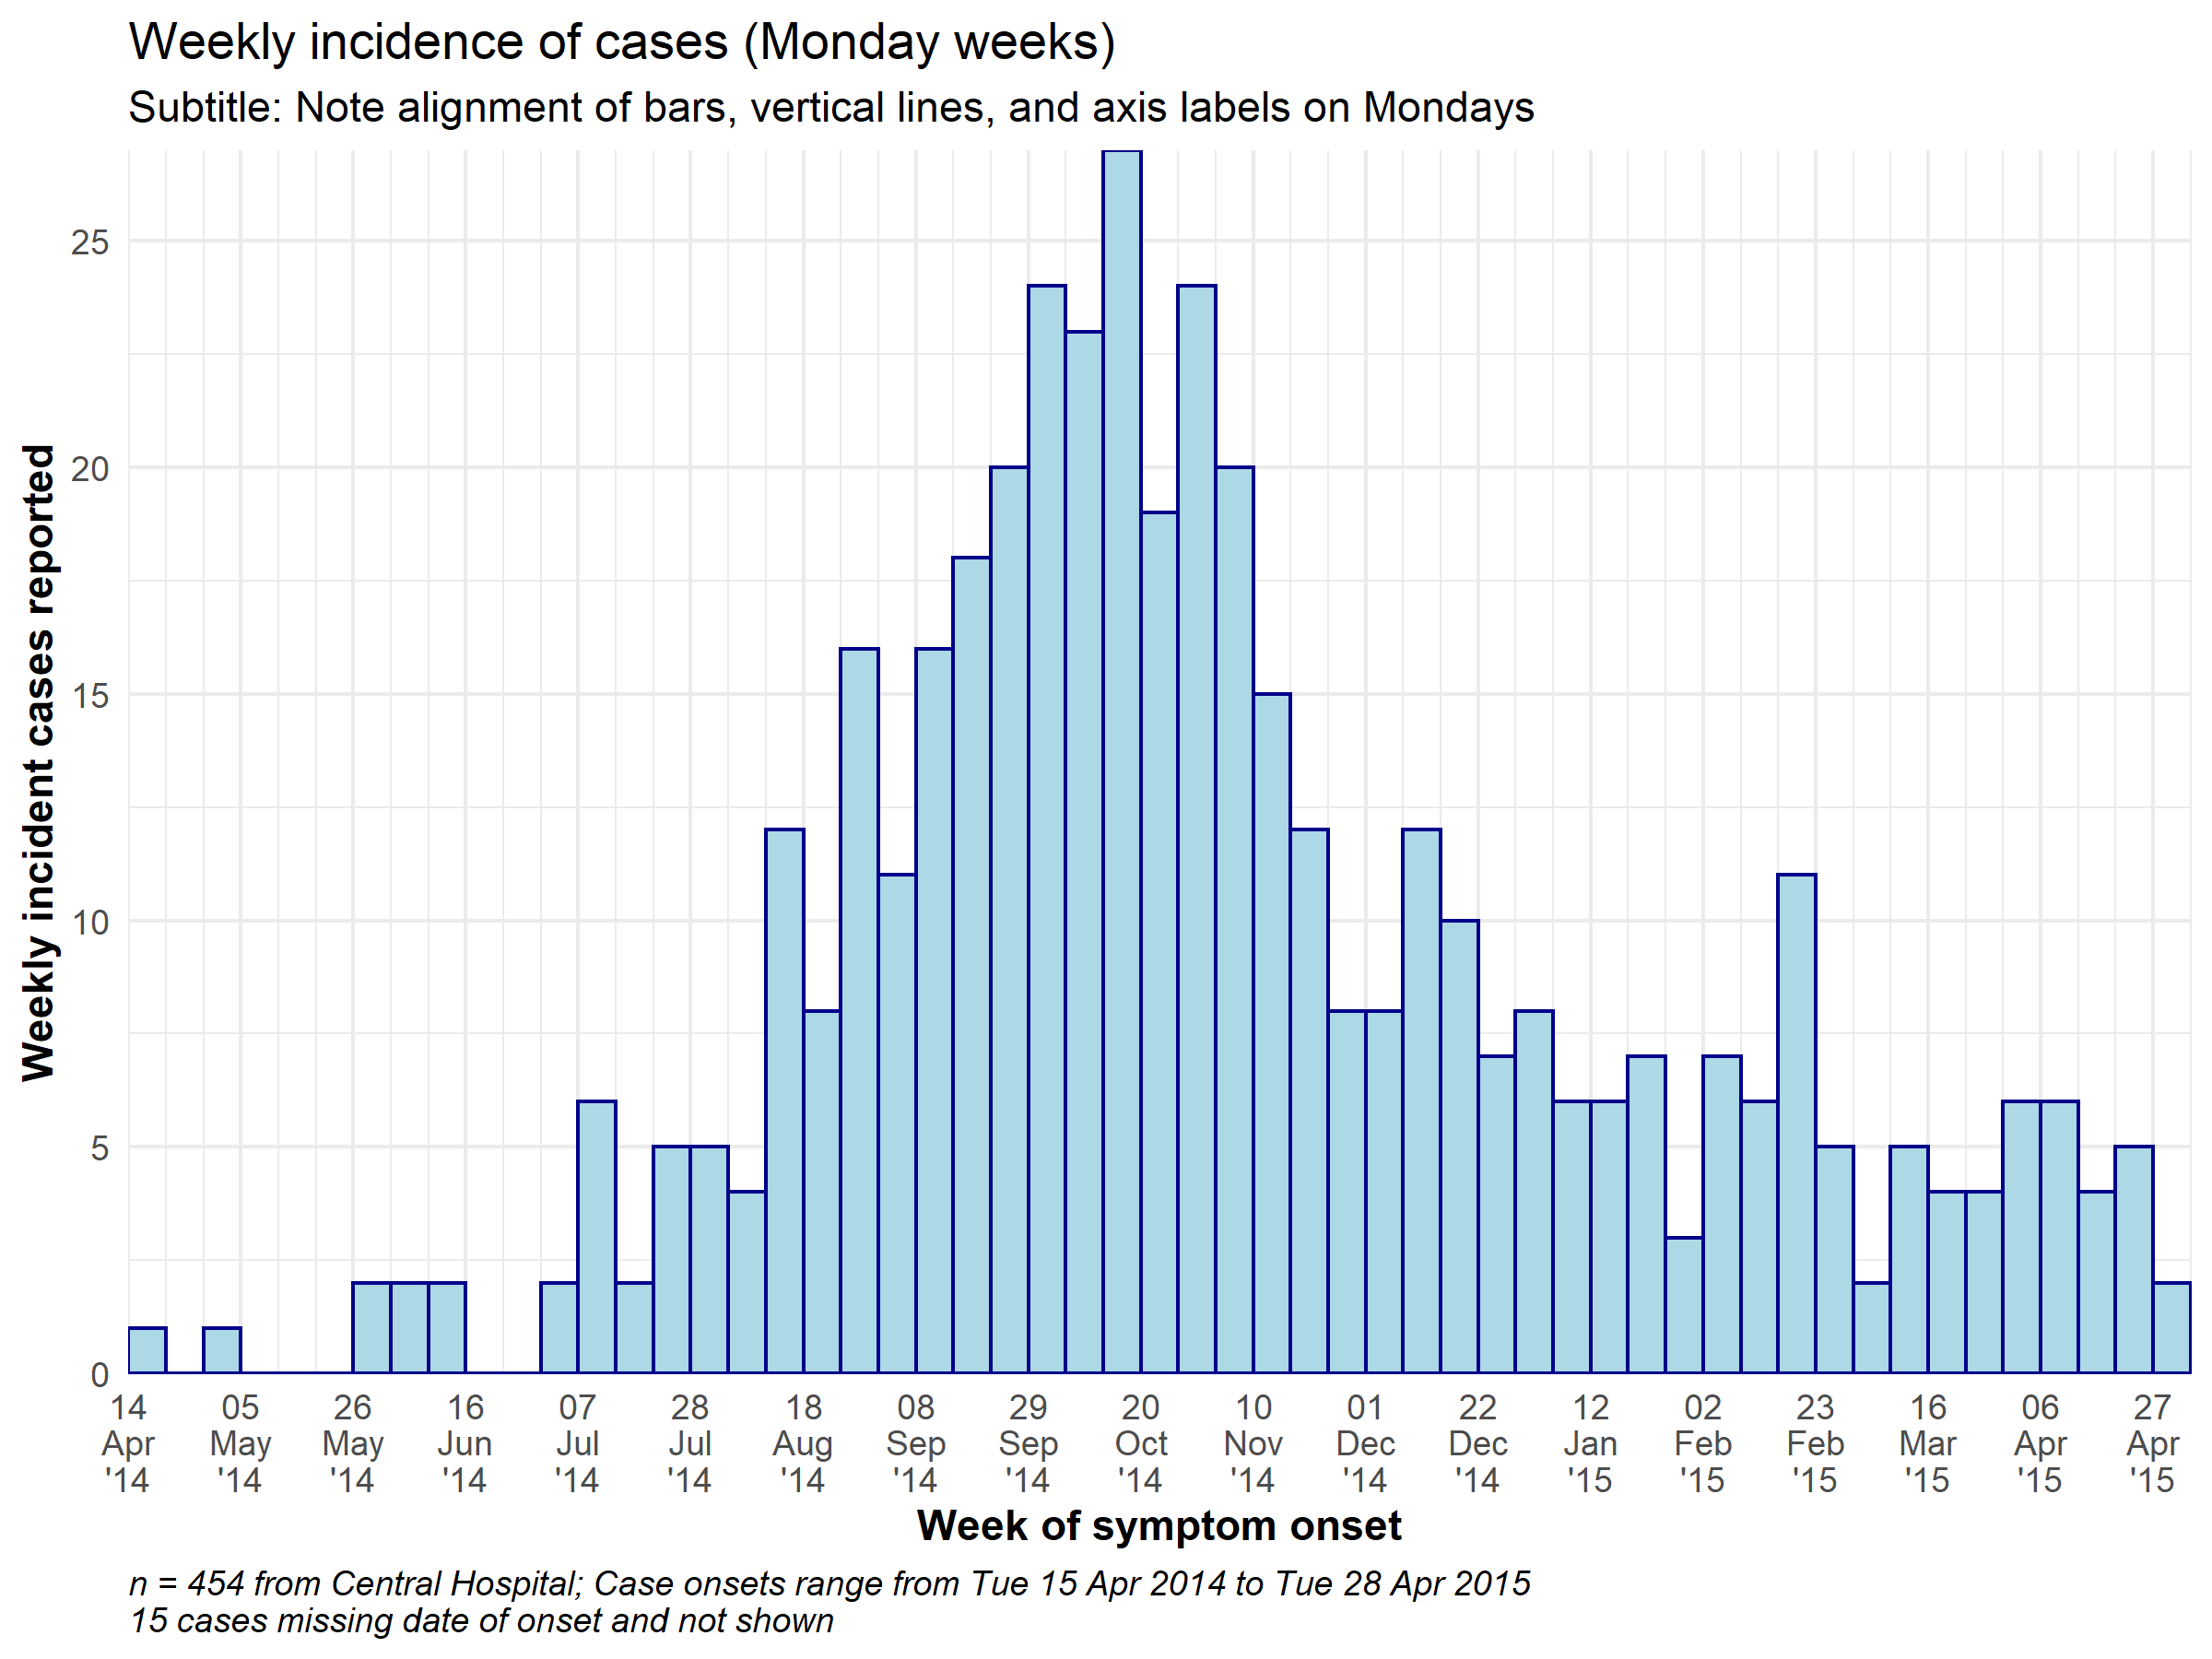 Weekly incidence of cases (Monday weeks)
Subtitle: Note alignment of bars, vertical lines, and axis labels on Mondays
Weekly incident cases reported
25
20
15
10
5
0
14 Apr '14
05 May '14
26 May '14
16 Jun '14
07 Jul '14
28 Jul '14
18 Aug '14
08 Sep '14
29 Sep '14
20 Oct '14
10 Nov '14
01 Dec '14
22 Dec '14
12 Jan '15
02 Feb '15
23 Feb '15
16 Mar '15
06 Apr '15
27 Apr '15
Week of symptom onset
n = 454 from Central Hospital; Case onsets range from Tue 15 Apr 2014 to Tue 28 Apr 2015
15 cases missing date of onset and not shown